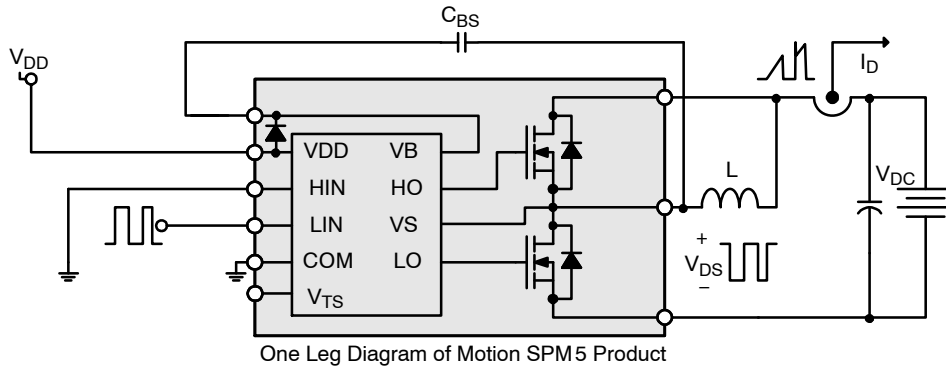 C_BS
V_DD
I_D
VDD VB
HIN HO
LIN VS
COM LO
V_TS
L
V_DC
+
V_DS
−
One Leg Diagram of Motion SPM 5 Product